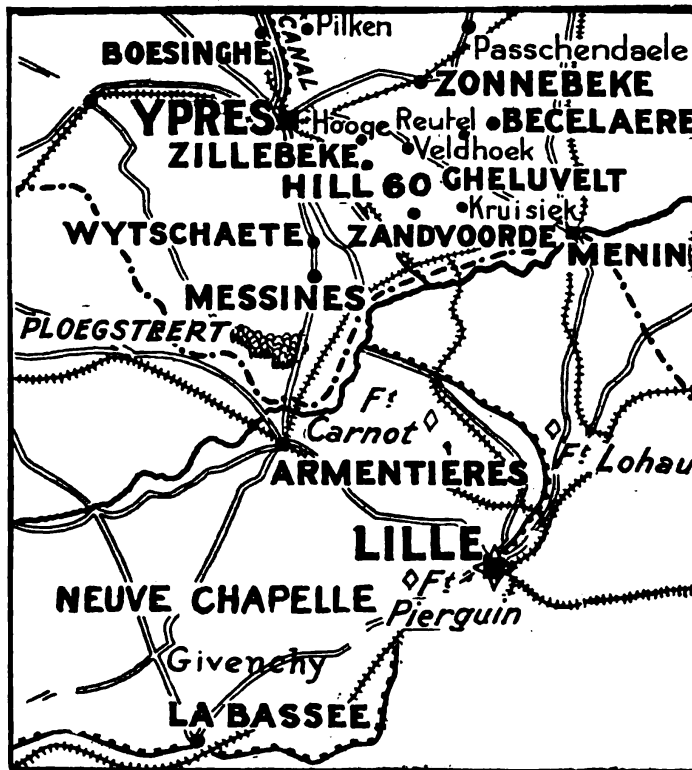 CANAL
Pilken
BOESINGHE
Passchendaele
ZONNEBEKE
YPRES
Hooge
Reutel
BECELAERE
Veldhoek
ZILLEBEKE
HILL 60
GHELUVELT
Kruisiek
WYTSCHAETE
ZANDVOORDE
MENIN
MESSINES
PLOEGSTEERT
Ft
Carnot
Ft Lohau
ARMENTIÈRES
LILLE
Ft
Pierguin
NEUVE CHAPELLE
Givenchy
LA BASSEE